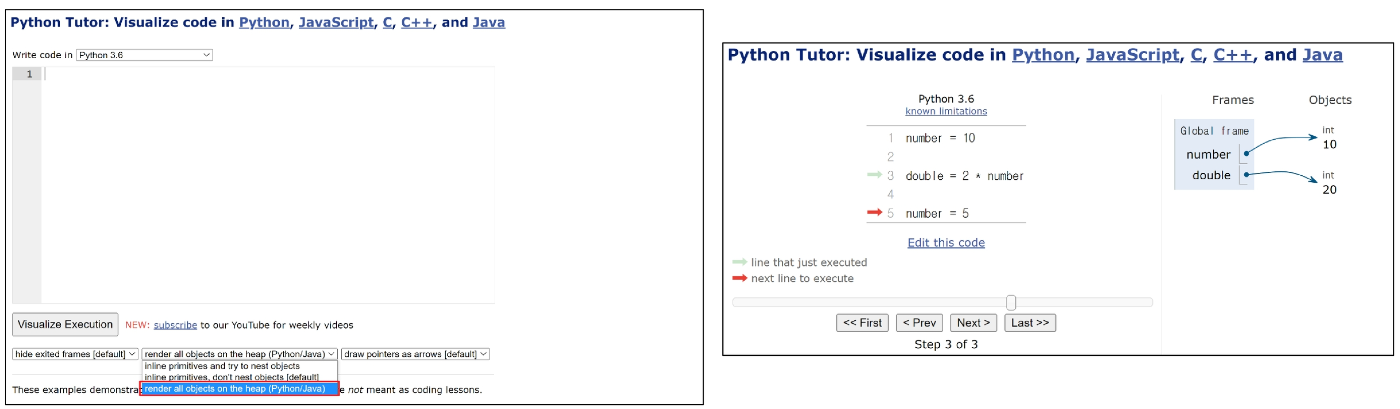 Python Tutor: Visualize code in Python, JavaScript, C, C++, and Java
Write code in Python 3.6
1
Visualize Execution NEW: subscribe to our YouTube for weekly videos
hide exited frames [default] render all objects on the heap (Python/Java) draw pointers as arrows [default]
inline primitives and try to nest objects
inline primitives, don't nest objects [default]
These examples demonstra render all objects on the heap (Python/Java) e not meant as coding lessons.
Python Tutor: Visualize code in Python, JavaScript, C, C++, and Java
Python 3.6
known limitations
1 number = 10
2
3 double = 2 * number
4
5 number = 5
Edit this code
line that just executed
next line to execute
<< First < Prev Next > Last >>
Step 3 of 3
Frames Objects
Global frame
number
double
int
10
int
20